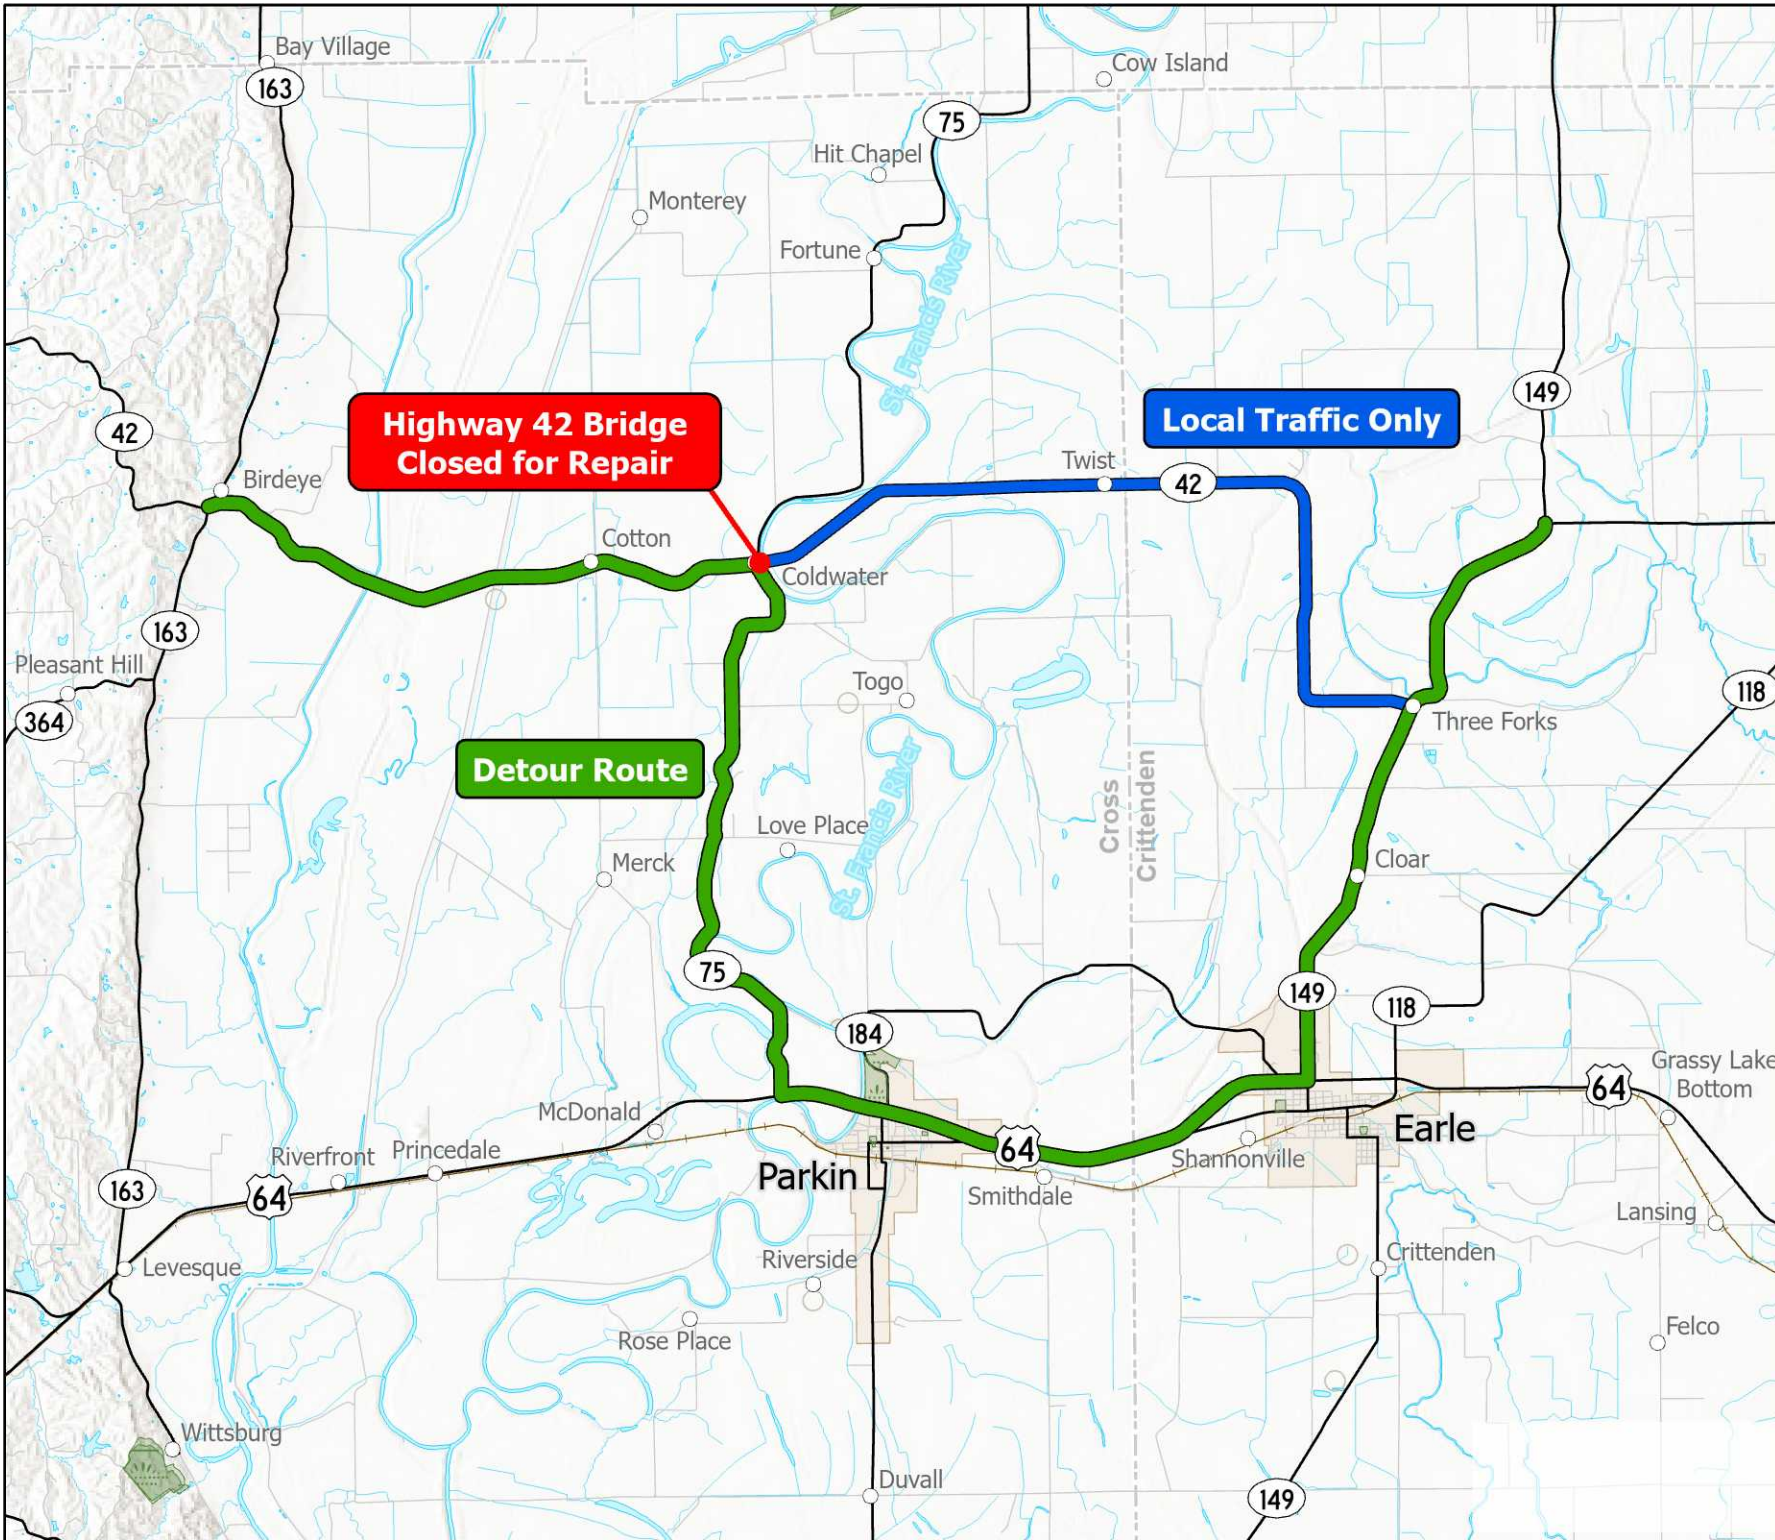 Bay Village
163
Cow Island
75
Hit Chapel
Monterey
Fortune
St. Francis River
149
Highway 42 Bridge
Closed for Repair
Local Traffic Only
42
Birdeye
Twist
42
Cotton
Coldwater
163
Pleasant Hill
364
Togo
118
Three Forks
Detour Route
St. Francis River
Cross
Crittenden
Love Place
Merck
Cloar
75
149
118
184
64
Grassy Lake
Bottom
McDonald
Earle
Riverfront
Princedale
64
Shannonville
Parkin
Smithdale
163
64
Lansing
Levesque
Riverside
Crittenden
Rose Place
Felco
Wittsburg
Duvall
149